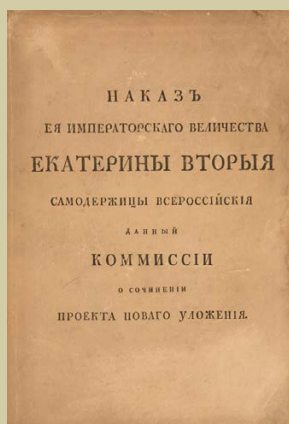 НАКАЗЪ
ЕЯ ИМПЕРАТОРСКАГО ВЕЛИЧЕСТВА
ЕКАТЕРИНЫ ВТОРЫЯ
САМОДЕРЖИЦЫ ВСЕРОССІЙСКІЯ
ДАННЫЙ
КОММИССІИ
О СОЧИНЕНІИ
ПРОЕКТА НОВАГО УЛОЖЕНІЯ.